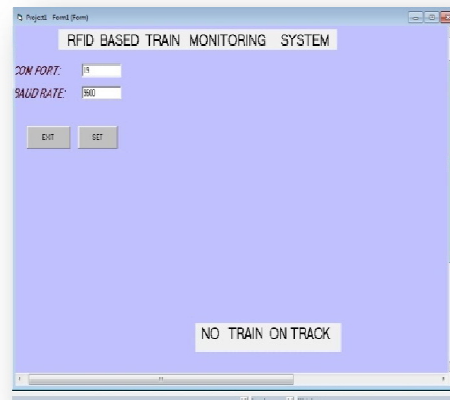 Project1 Form1 (Form)
RFID BASED TRAIN MONITORING SYSTEM
COM PORT: 19
BAUD RATE: 9600
EXIT SET
NO TRAIN ON TRACK